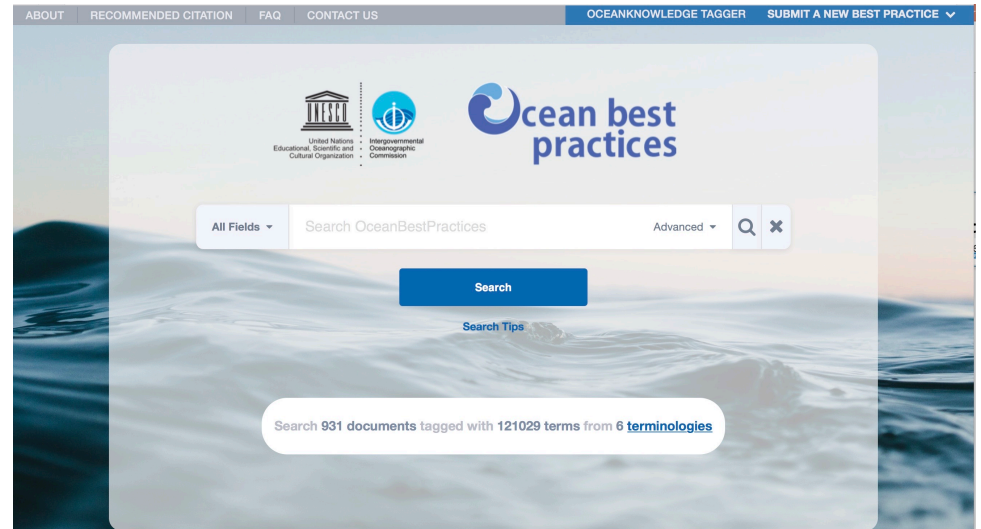 ABOUT RECOMMENDED CITATION FAQ CONTACT US OCEANKNOWLEDGE TAGGER SUBMIT A NEW BEST PRACTICE
UNESCO
United Nations
Educational, Scientific and
Cultural Organization
Intergovernmental
Oceanographic
Commission
Ocean best
practices
All Fields Search OceanBestPractices Advanced
Search
Search Tips
Search 931 documents tagged with 121029 terms from 6 terminologies